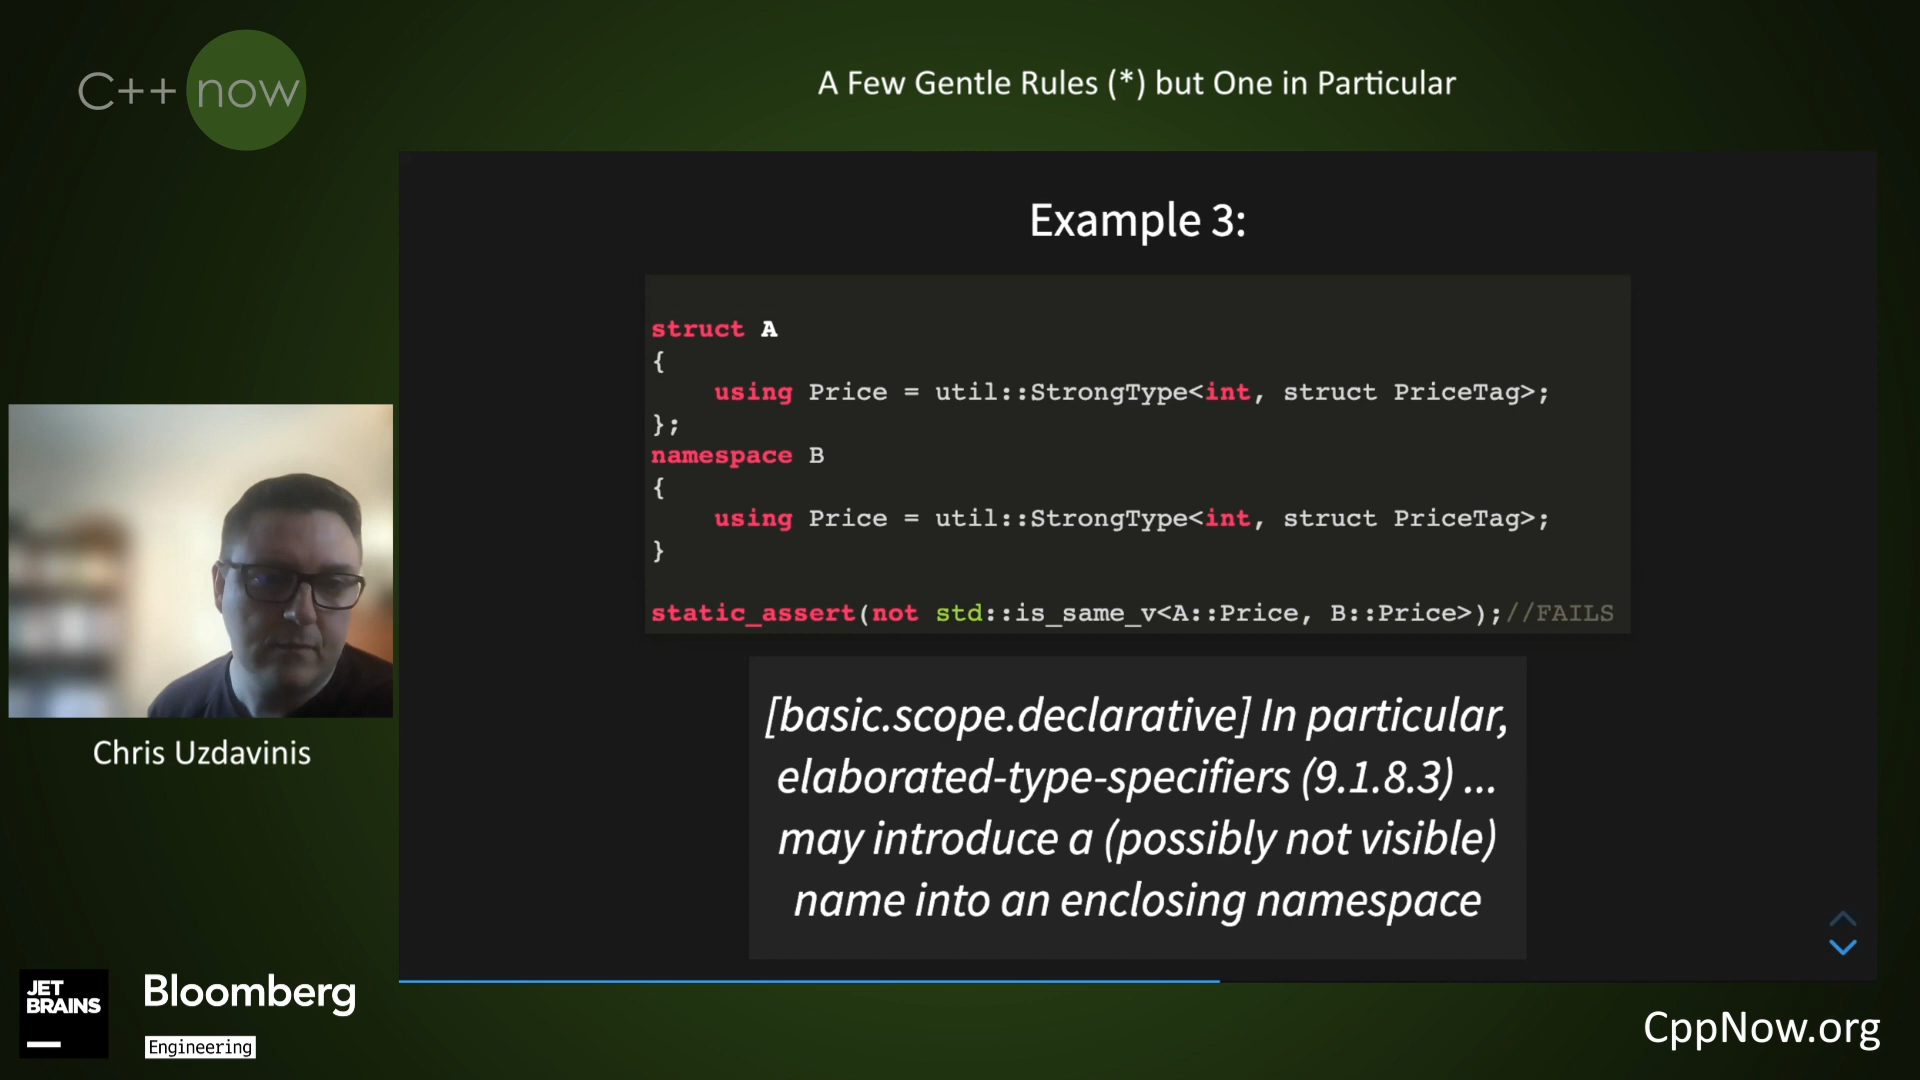 C++ now
A Few Gentle Rules (*) but One in Particular
Example 3:
struct A
{
    using Price = util::StrongType<int, struct PriceTag>;
};
namespace B
{
    using Price = util::StrongType<int, struct PriceTag>;
}
static_assert(not std::is_same_v<A::Price, B::Price>);//FAILS
[basic.scope.declarative] In particular,
elaborated-type-specifiers (9.1.8.3) ...
may introduce a (possibly not visible)
name into an enclosing namespace
Chris Uzdavinis
JET
BRAINS
Bloomberg
Engineering
CppNow.org